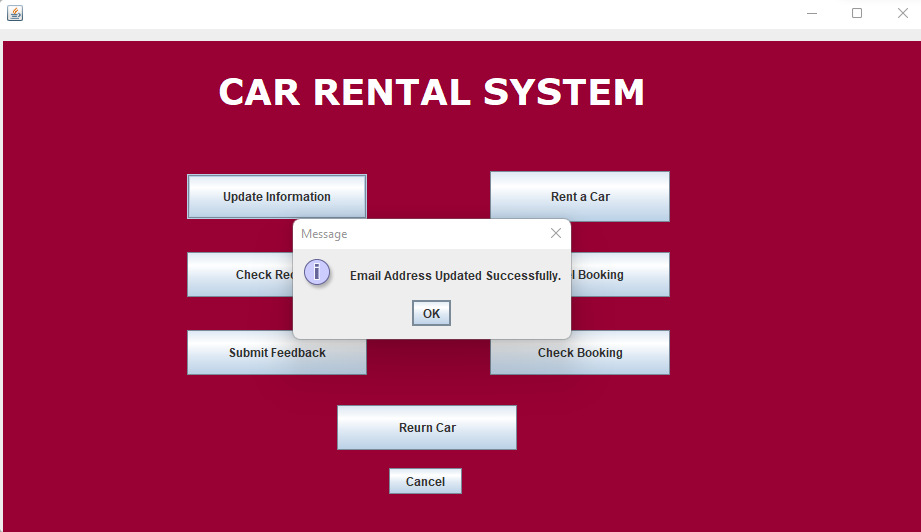 CAR RENTAL SYSTEM
Update Information
Rent a Car
Message
Check
Email Address Updated Successfully.
Booking
OK
Submit Feedback
Check Booking
Reurn Car
Cancel